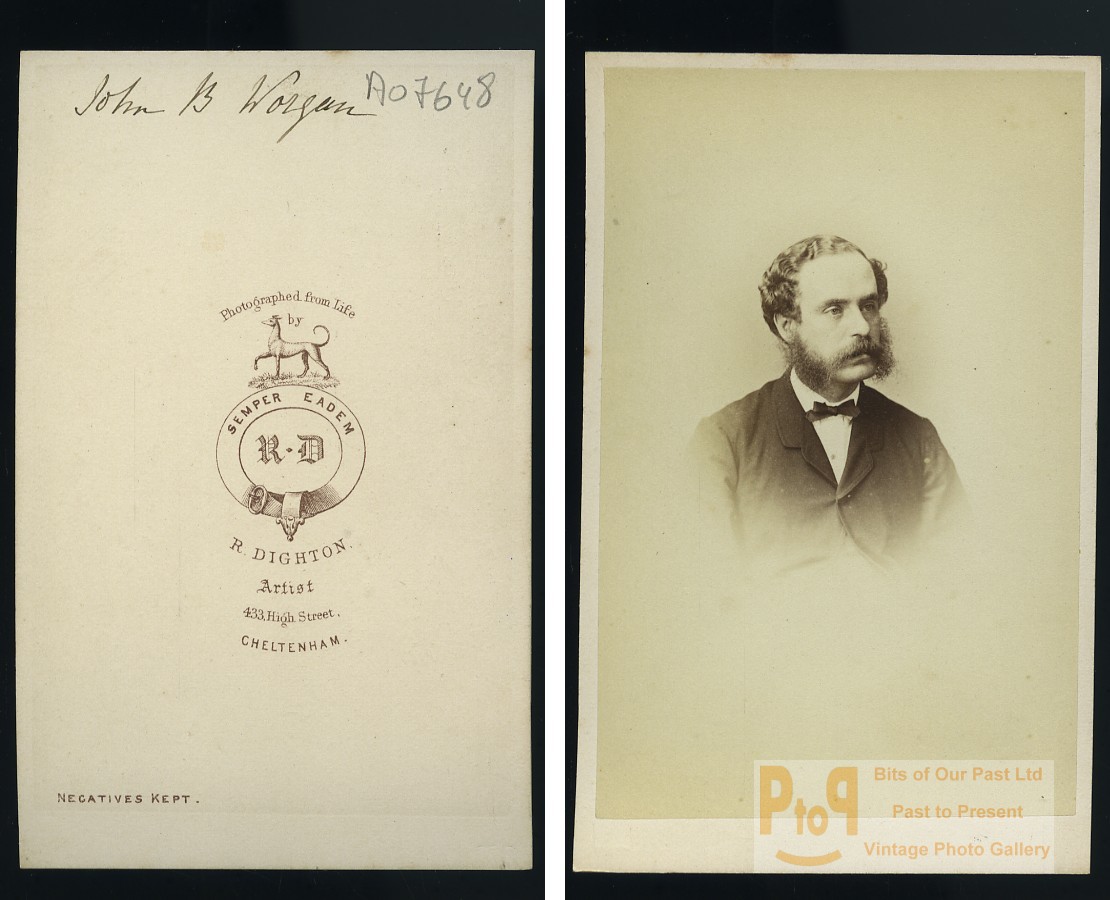 John B Worgan A07648
Photographed from Life
by
SEMPER EADEM
R·D
R. DIGHTON.
Artist
433, High Street.
CHELTENHAM.
NEGATIVES KEPT.
PtoP
Bits of Our Past Ltd
Past to Present
Vintage Photo Gallery